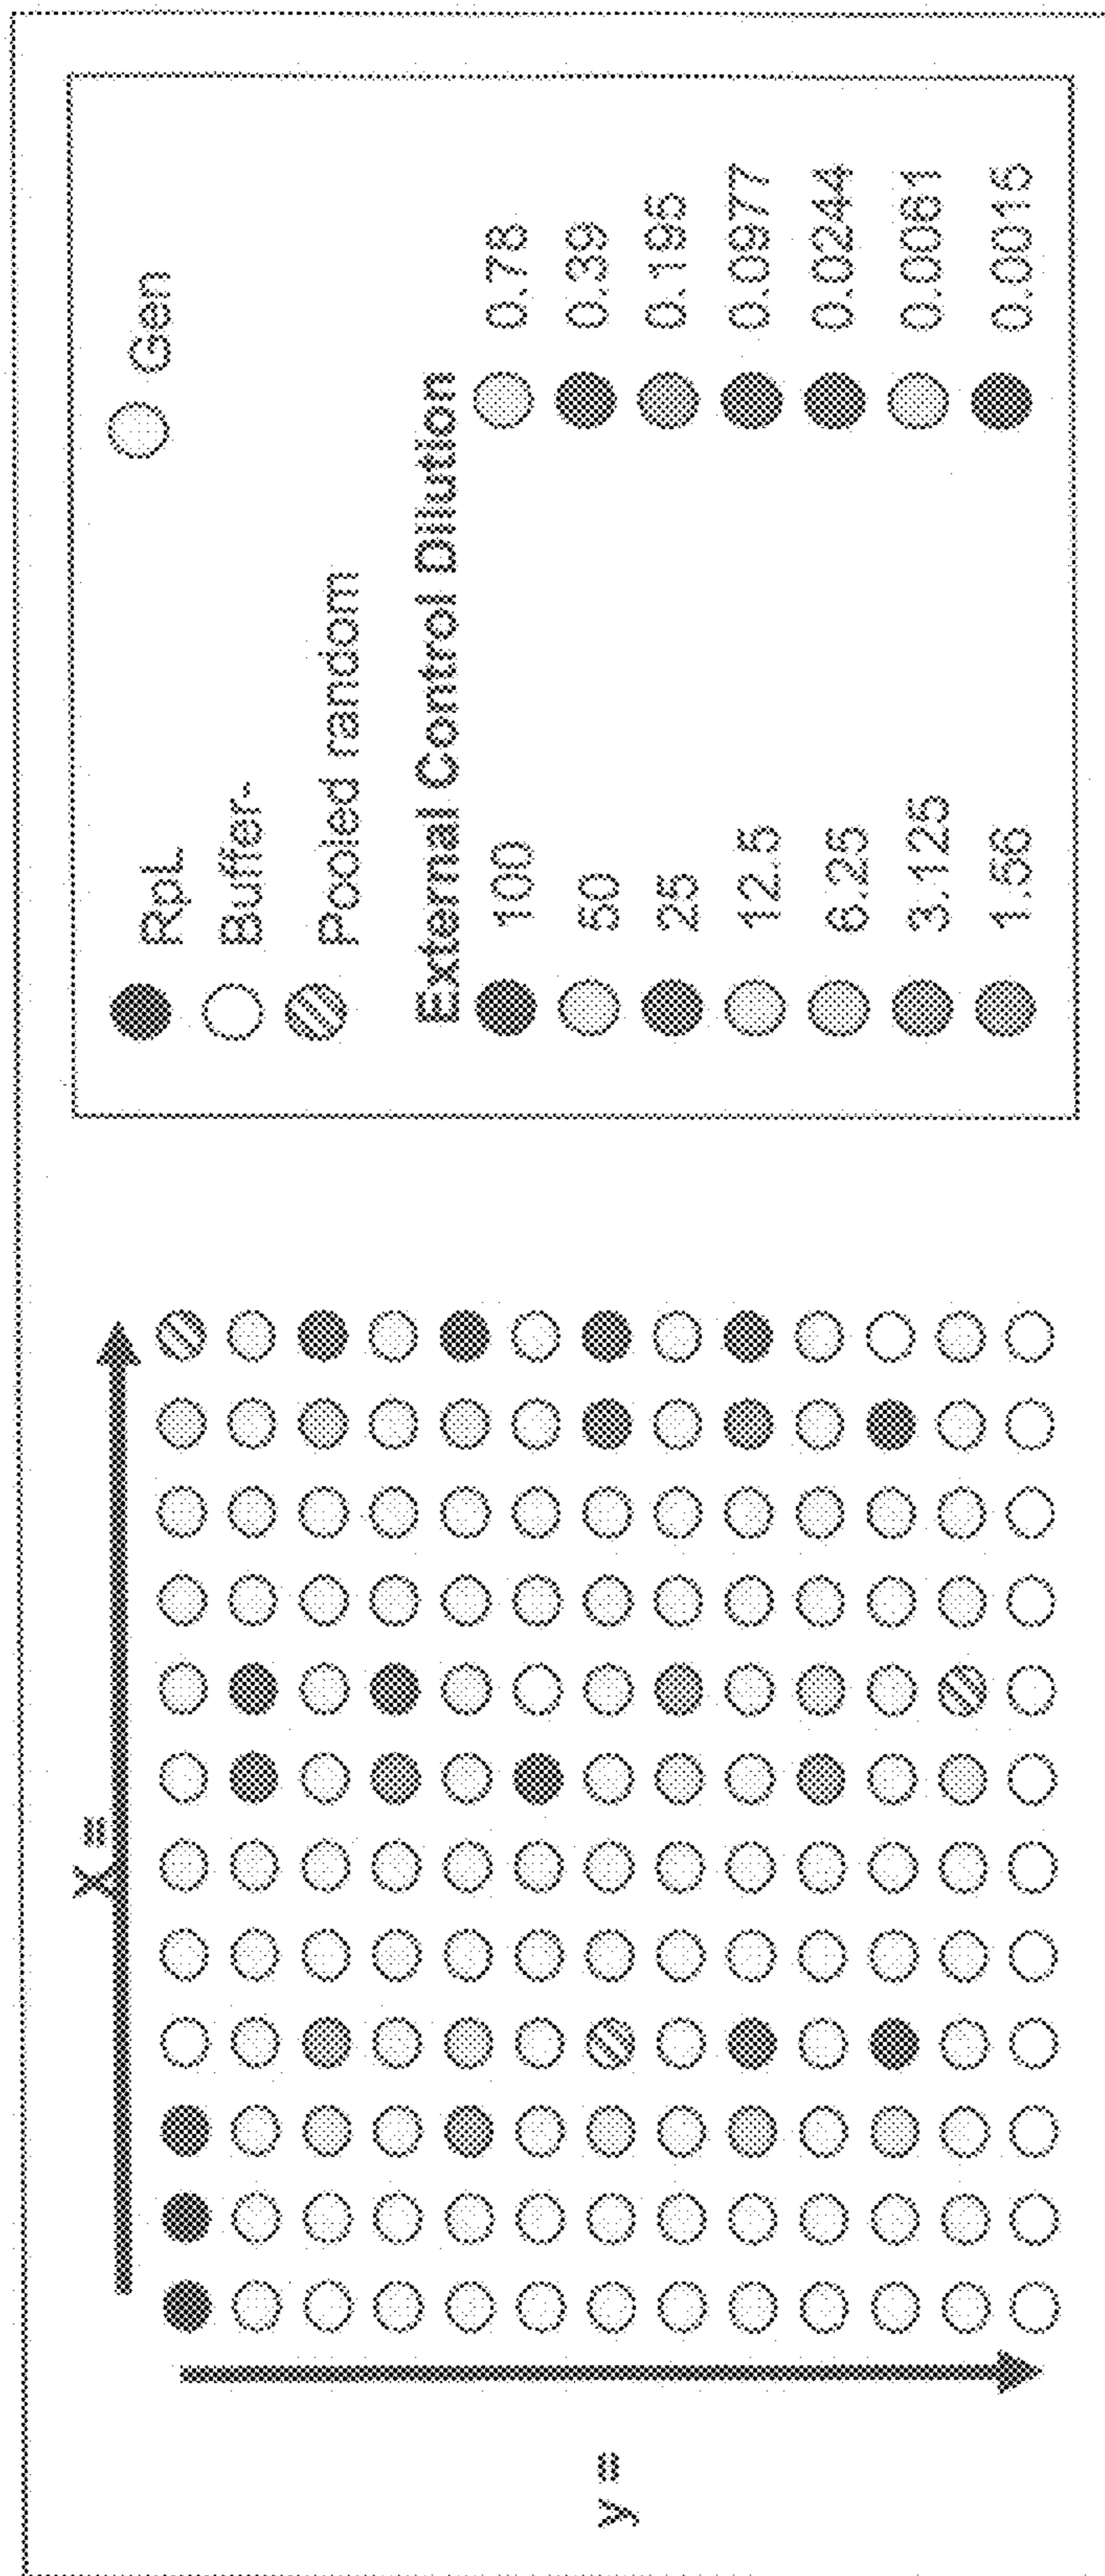 X =
y =
RpL
Gen
Buffer-
Pooled random
External Control Dilution
100 0.78
50 0.39
25 0.195
12.5 0.0977
6.25 0.0244
3.125 0.0061
1.56 0.0015